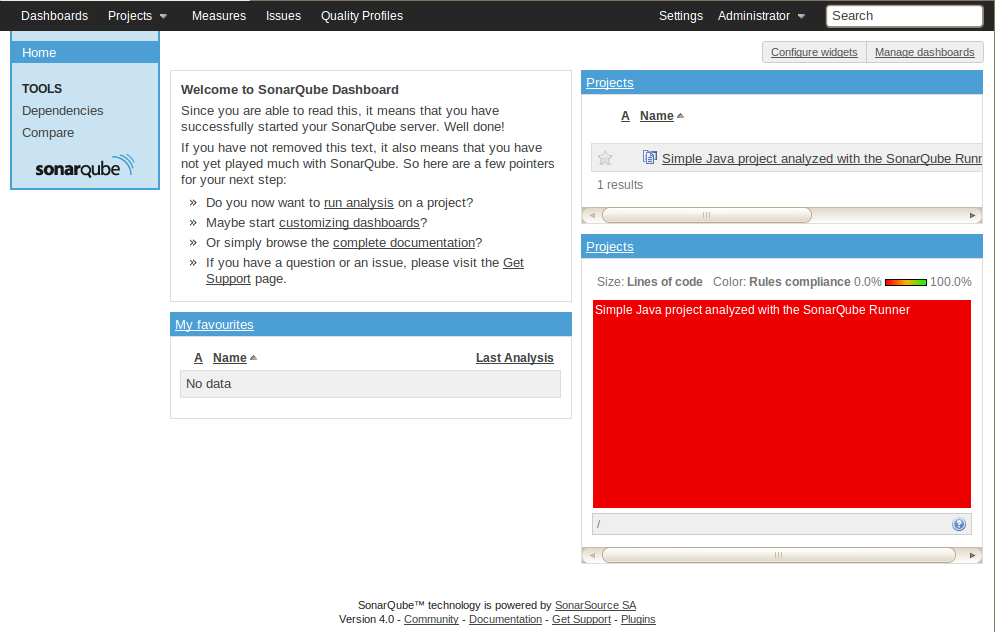 Dashboards Projects Measures Issues Quality Profiles Settings Administrator Search
Home
TOOLS
Dependencies
Compare
sonarqube
Configure widgets Manage dashboards
Welcome to SonarQube Dashboard
Since you are able to read this, it means that you have
successfully started your SonarQube server. Well done!
If you have not removed this text, it also means that you have
not yet played much with SonarQube. So here are a few pointers
for your next step:
» Do you now want to run analysis on a project?
» Maybe start customizing dashboards?
» Or simply browse the complete documentation?
» If you have a question or an issue, please visit the Get
Support page.
My favourites
A Name Last Analysis
No data
Projects
A Name
Simple Java project analyzed with the SonarQube Runn
1 results
Projects
Size: Lines of code Color: Rules compliance 0.0% 100.0%
Simple Java project analyzed with the SonarQube Runner
/ ?
SonarQube™ technology is powered by SonarSource SA
Version 4.0 - Community - Documentation - Get Support - Plugins